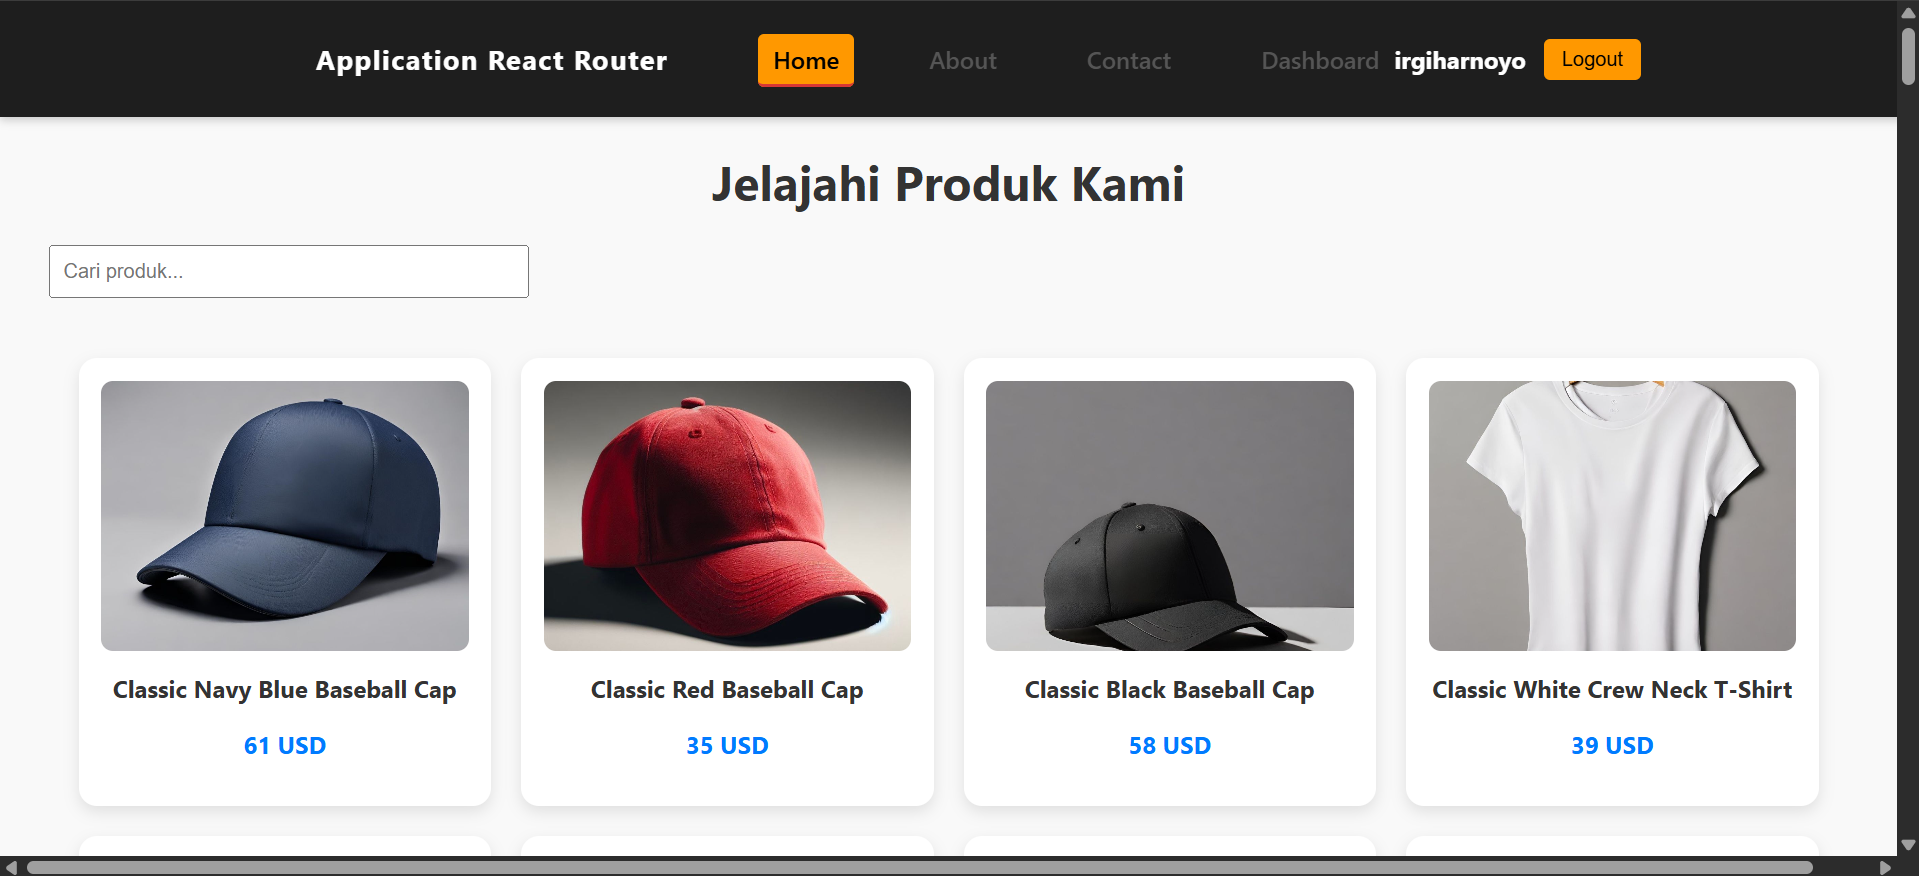 Application React Router Home About Contact Dashboard irgiharnoyo Logout
Jelajahi Produk Kami
Cari produk...
Classic Navy Blue Baseball Cap
61 USD
Classic Red Baseball Cap
35 USD
Classic Black Baseball Cap
58 USD
Classic White Crew Neck T-Shirt
39 USD